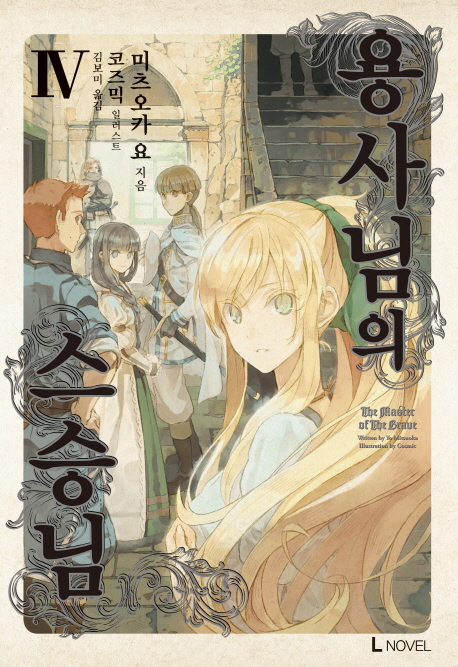 용사님의
스승님
IV
미츠오카 요 지음
코즈믹 일러스트
김보미 옮김
The Master
of The Brave
Written by Yo Mitsuoka
Illustration by Cosmic
L NOVEL